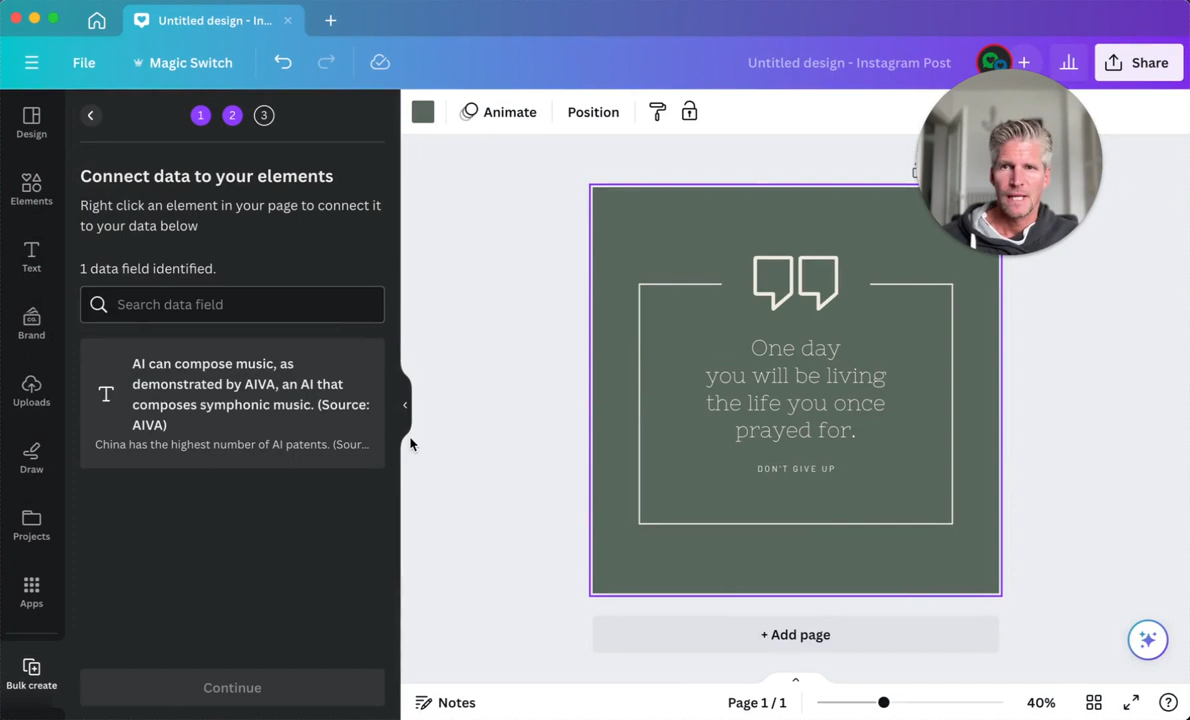 Untitled design - In...
File
Magic Switch
Untitled design - Instagram Post
Share
Design
Elements
Text
Brand
Uploads
Draw
Projects
Apps
Bulk create
1 2 3
Connect data to your elements
Right click an element in your page to connect it
to your data below
1 data field identified.
Search data field
AI can compose music, as
demonstrated by AIVA, an AI that
composes symphonic music. (Source:
AIVA)
China has the highest number of AI patents. (Sour...
Continue
Animate
Position
One day
you will be living
the life you once
prayed for.
DON'T GIVE UP
+ Add page
Notes
Page 1 / 1
40%